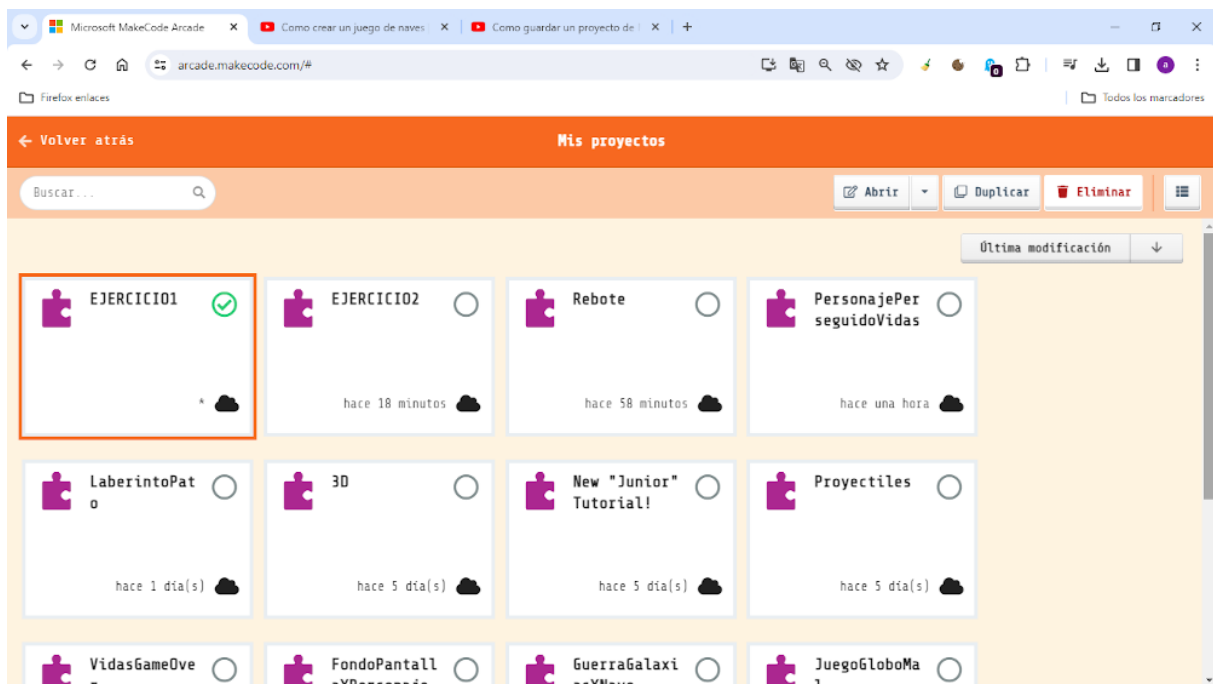 Microsoft MakeCode Arcade
Como crear un juego de naves
Como guardar un proyecto de
arcade.makecode.com/#
a
0
Firefox enlaces
Todos los marcadores
Volver atrás
Mis proyectos
Buscar...
Abrir
Duplicar
Eliminar
Última modificación
EJERCICIO1
*
EJERCICIO2
hace 18 minutos
Rebote
hace 58 minutos
PersonajePer
seguidoVidas
hace una hora
LaberintoPat
o
hace 1 día(s)
3D
hace 5 día(s)
New "Junior"
Tutorial!
hace 5 día(s)
Proyectiles
hace 5 día(s)
VidasGameOve
FondoPantall
GuerraGalaxi
JuegoGloboMa